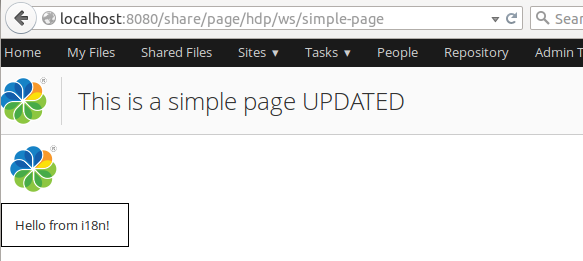 localhost:8080/share/page/hdp/ws/simple-page Search
Home My Files Shared Files Sites ▾ Tasks ▾ People Repository Admin T
®
This is a simple page UPDATED
®
Hello from i18n!